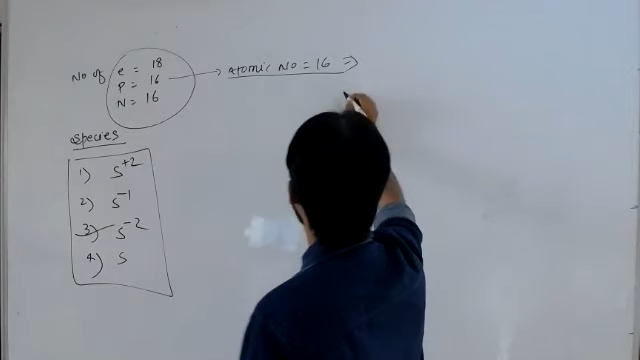 No of e = 18
P = 16 → Atomic No = 16 ⇒
N = 16
Species
1) S⁺²
2) S⁻¹
3) S⁻²
4) S